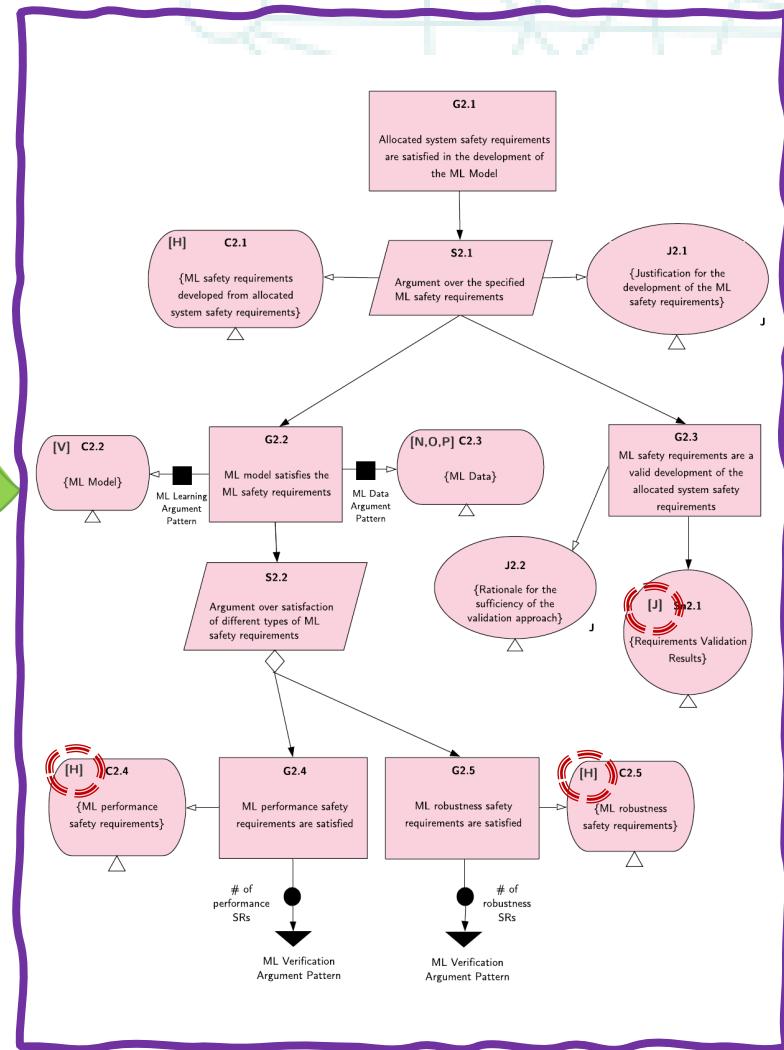 G2.1
Allocated system safety requirements
are satisfied in the development of
the ML Model
[H] C2.1
{ML safety requirements
developed from allocated
system safety requirements}
S2.1
Argument over the specified
ML safety requirements
J2.1
{Justification for the
development of the ML
safety requirements}
J
[V] C2.2
{ML Model}
ML Learning
Argument
Pattern
G2.2
ML model satisfies the
ML safety requirements
ML Data
Argument
Pattern
[N,O,P] C2.3
{ML Data}
G2.3
ML safety requirements are a
valid development of the
allocated system safety
requirements
S2.2
Argument over satisfaction
of different types of ML
safety requirements
J2.2
{Rationale for the
sufficiency of the
validation approach}
J
[J] Sn2.1
{Requirements Validation
Results}
[H] C2.4
{ML performance
safety requirements}
G2.4
ML performance safety
requirements are satisfied
G2.5
ML robustness safety
requirements are satisfied
[H] C2.5
{ML robustness
safety requirements}
# of
performance
SRs
# of
robustness
SRs
ML Verification
Argument Pattern
ML Verification
Argument Pattern